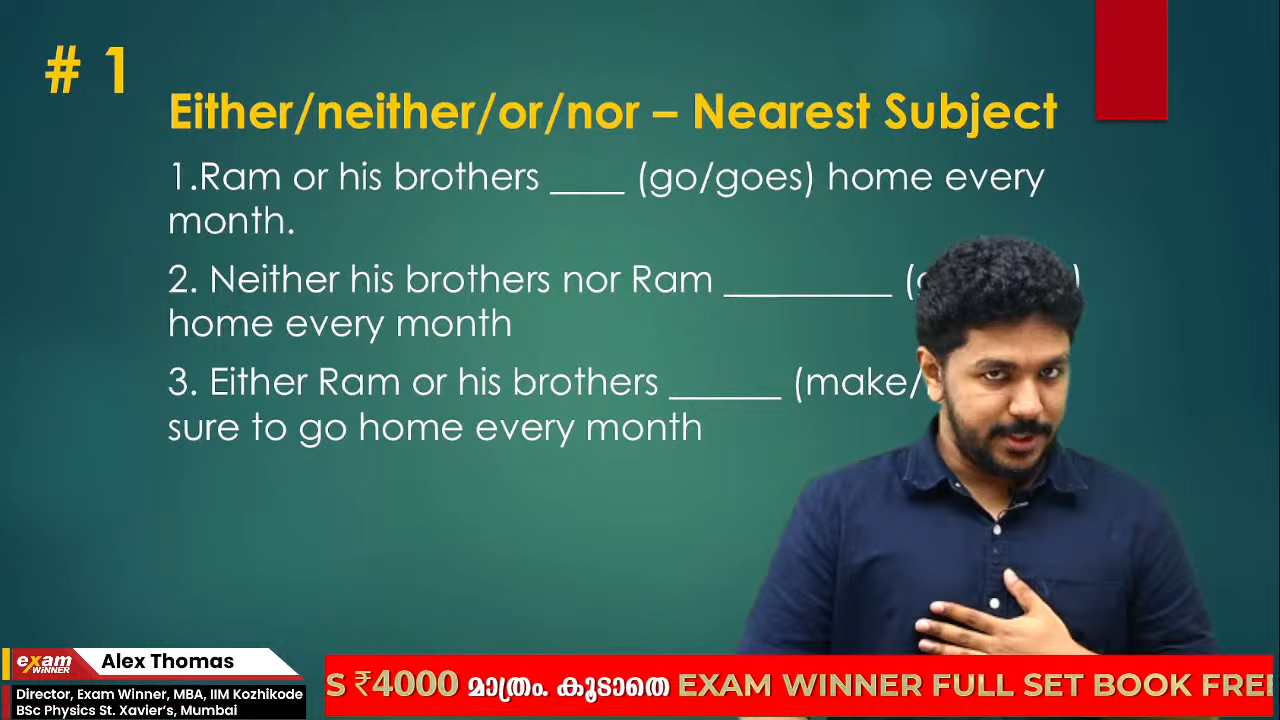 # 1
Either/neither/or/nor – Nearest Subject
1.Ram or his brothers ____ (go/goes) home every
month.
2. Neither his brothers nor Ram _________
home every month
3. Either Ram or his brothers ______ (make/
sure to go home every month
exam
WINNER
Alex Thomas
Director, Exam Winner, MBA, IIM Kozhikode
BSc Physics St. Xavier's, Mumbai
S ₹4000 മാത്രം. കൂടാതെ EXAM WINNER FULL SET BOOK FREE